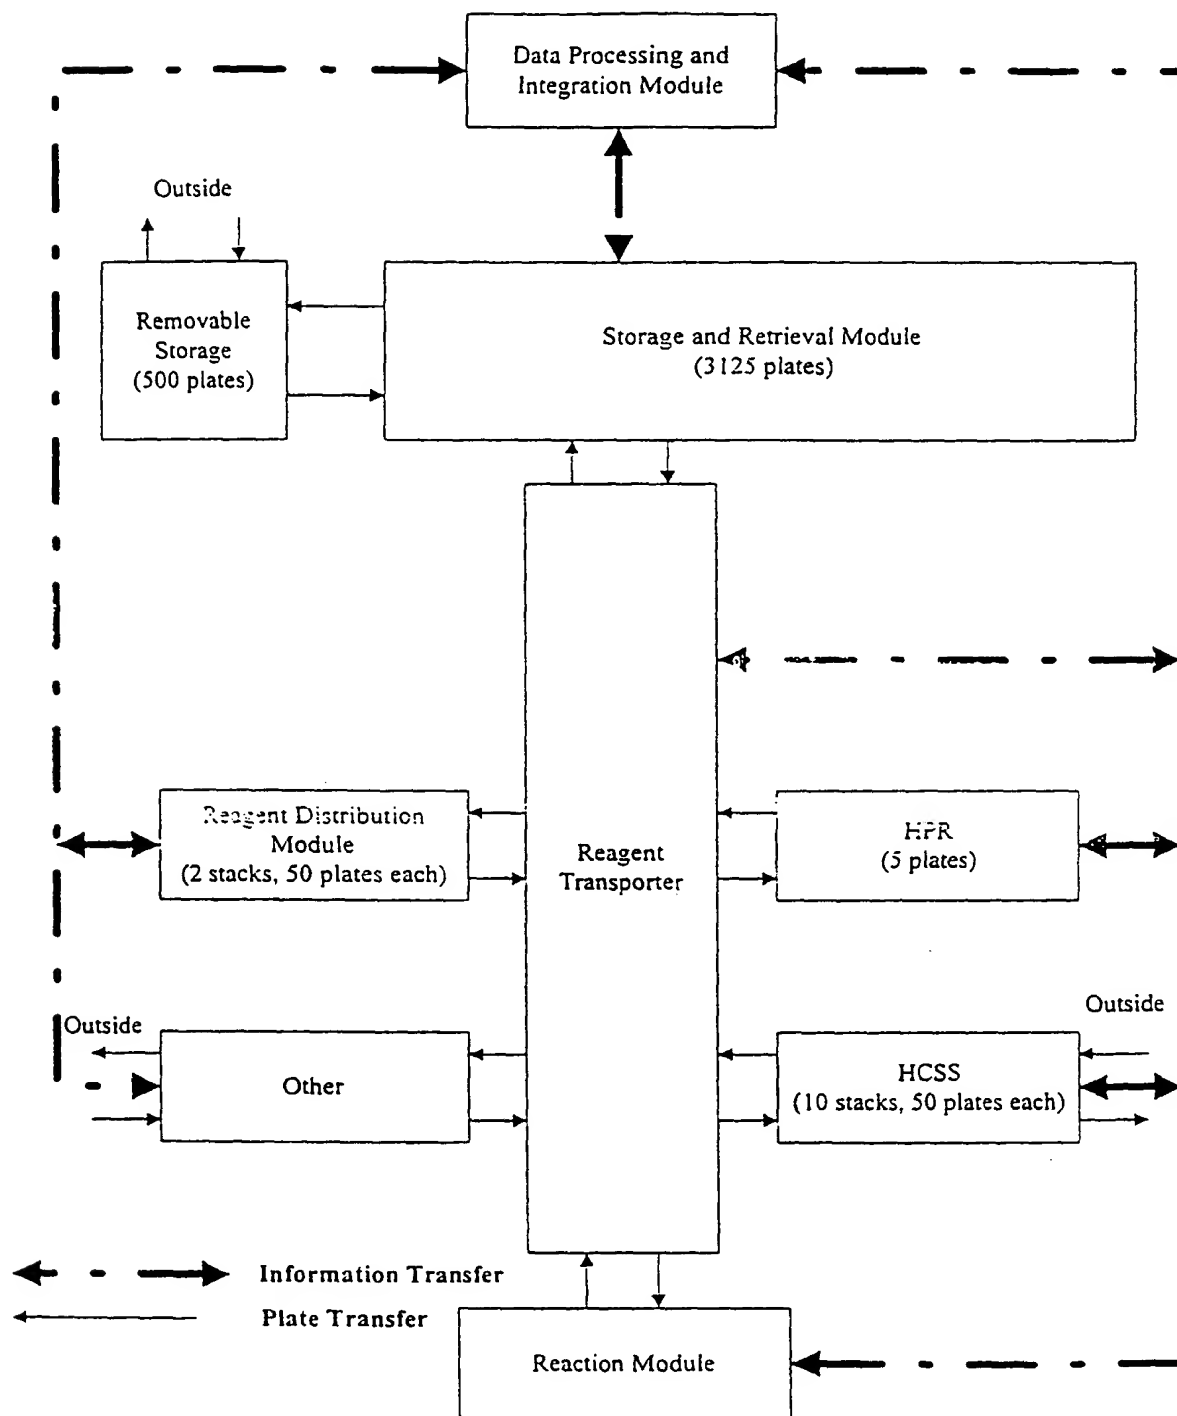 Data Processing and
Integration Module
Outside
Removable
Storage
(500 plates)
Storage and Retrieval Module
(3125 plates)
Reagent Distribution
Module
(2 stacks, 50 plates each)
Reagent
Transporter
HPR
(5 plates)
Outside
Other
Outside
HCSS
(10 stacks, 50 plates each)
Information Transfer
Plate Transfer
Reaction Module